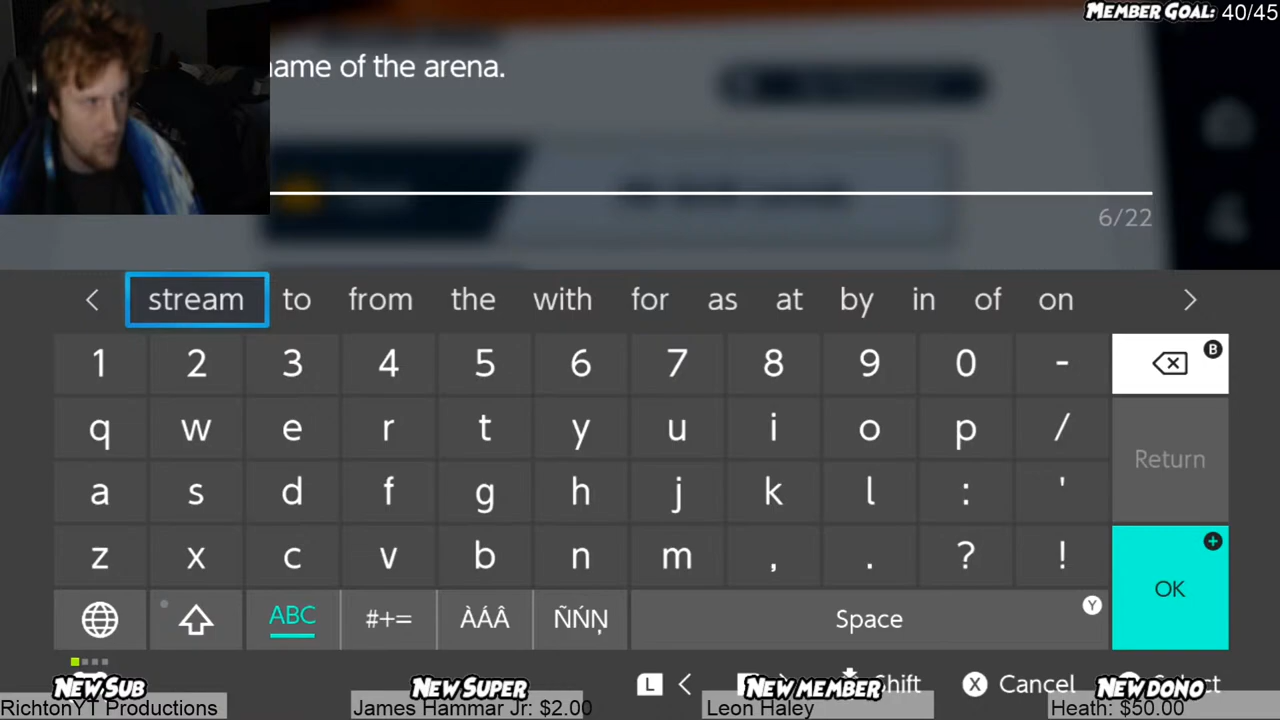 MEMBER GOAL: 40/45
ame of the arena.
6/22
stream to from the with for as at by in of on
1 2 3 4 5 6 7 8 9 0 - B
q w e r t y u i o p /
Return
a s d f g h j k l : '
z x c v b n m , . ? ! +
OK
ABC #+= ÀÁÂ ÑŃŅ Space Y
L Shift X Cancel
NEW SUB NEW SUPER NEW MEMBER NEW DONO
RichtonYT Productions James Hammar Jr: $2.00 Leon Haley Heath: $50.00